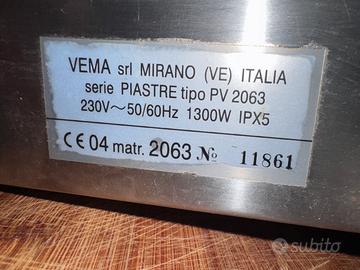 VEMA srl MIRANO (VE) ITALIA
serie PIASTRE tipo PV 2063
230V~50/60Hz 1300W IPX5
CE 04 matr. 2063 № 11861
subito